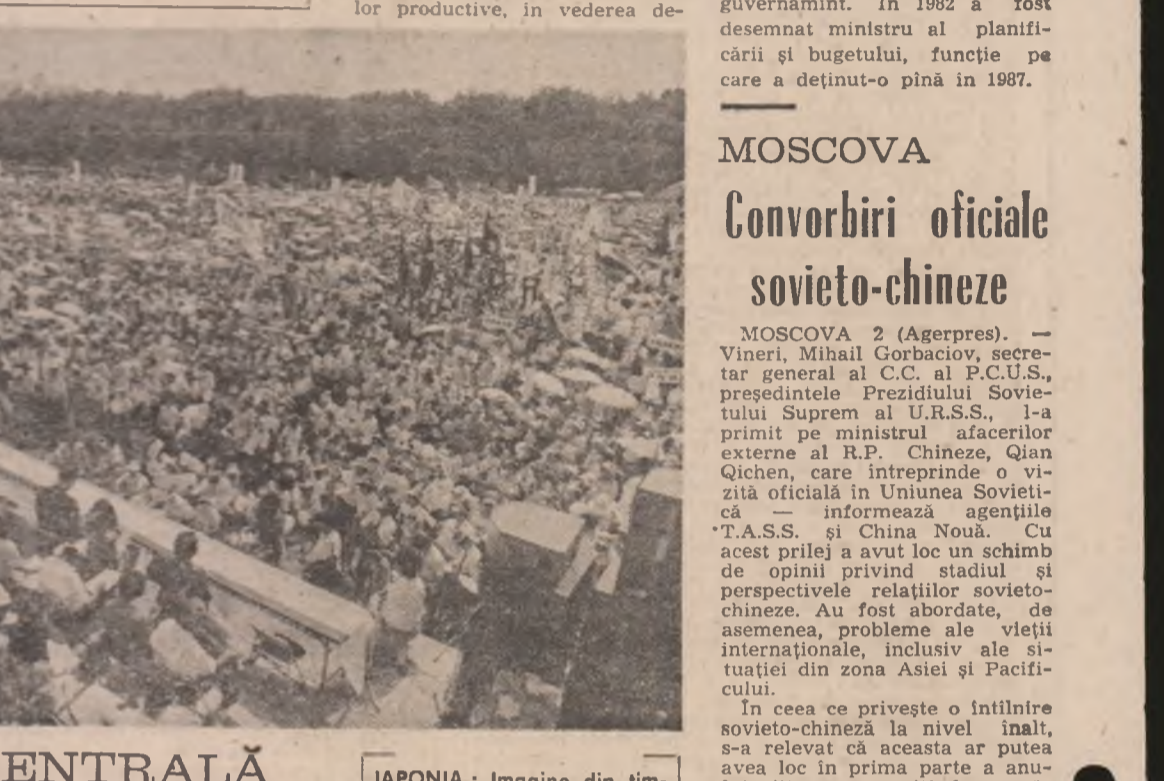 lor productive, in vederea de-
guvernămînt. In 1982 a fost
desemnat ministru al planifi-
cării și bugetului, funcție pe
care a deținut-o pînă in 1987.
MOSCOVA
Convorbiri oficiale
sovieto-chineze
MOSCOVA 2 (Agerpres). —
Vineri, Mihail Gorbaciov, secre-
tar general al C.C. al P.C.U.S.,
președintele Prezidiului Sovie-
tului Suprem al U.R.S.S., l-a
primit pe ministrul afacerilor
externe al R.P. Chineze, Qian
Qichen, care întreprinde o vi-
zită oficială în Uniunea Sovieti-
că — informează agențiile
T.A.S.S. și China Nouă. Cu
acest prilej a avut loc un schimb
de opinii privind stadiul și
perspectivele relațiilor sovieto-
chineze. Au fost abordate, de
asemenea, probleme ale vieții
internaționale, inclusiv ale si-
tuației din zona Asiei și Pacifi-
cului.
În ceea ce privește o întîlnire
sovieto-chineză la nivel înalt,
s-a relevat că aceasta ar putea
avea loc în prima parte a anu-
ENTRALĂ
JAPONIA : Imagine din tim-